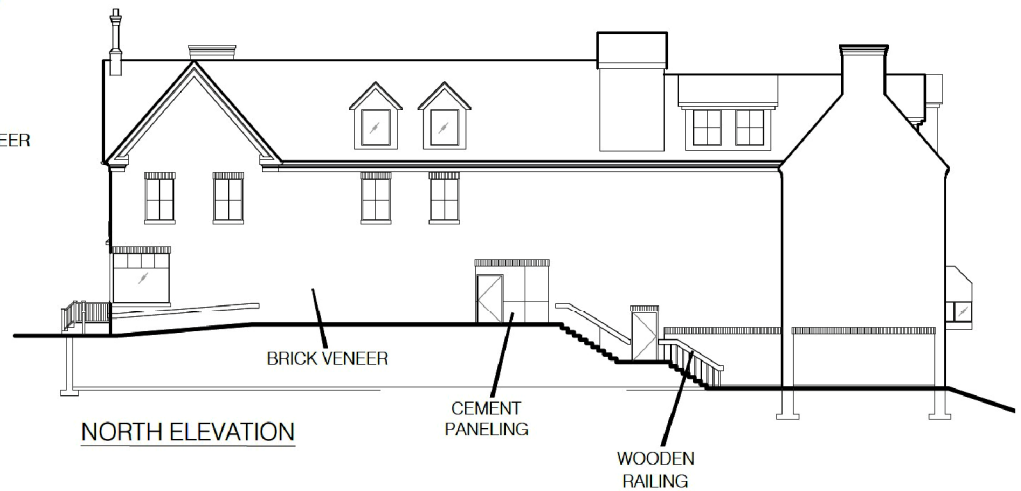 EER
BRICK VENEER
CEMENT
PANELING
NORTH ELEVATION
WOODEN
RAILING